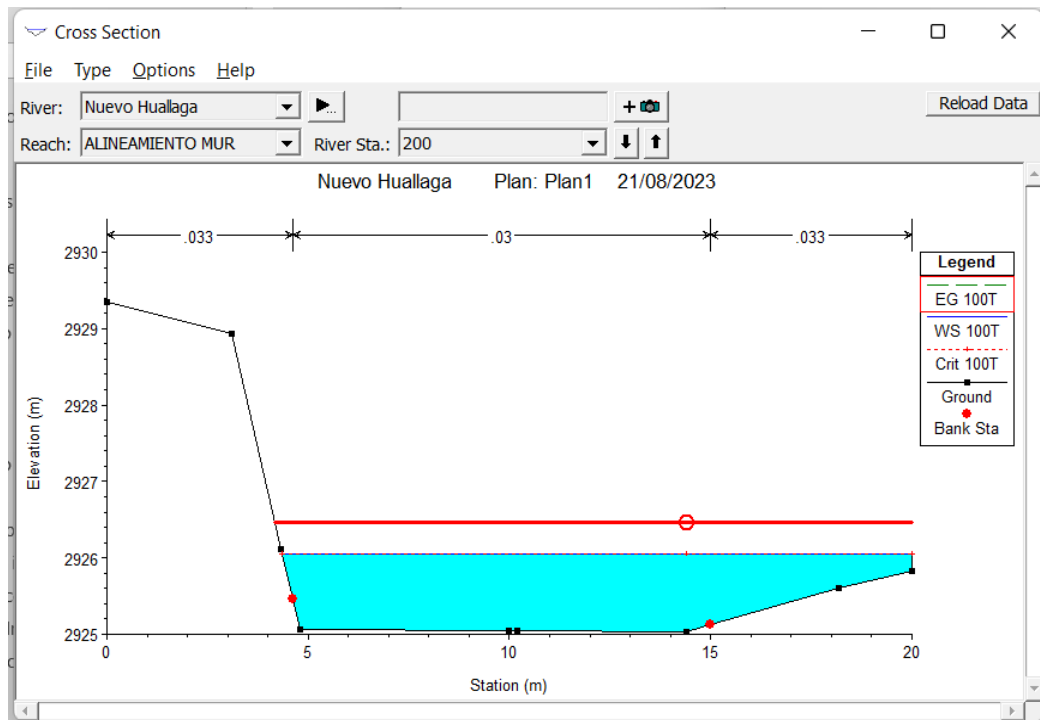 Cross Section
File Type Options Help
River: Nuevo Huallaga Reload Data
Reach: ALINEAMIENTO MUR River Sta.: 200
Nuevo Huallaga Plan: Plan1 21/08/2023
.033 .03 .033
Legend
EG 100T
WS 100T
Crit 100T
Ground
Bank Sta
2930
2929
2928
2927
2926
2925
Elevation (m)
0 5 10 15 20
Station (m)